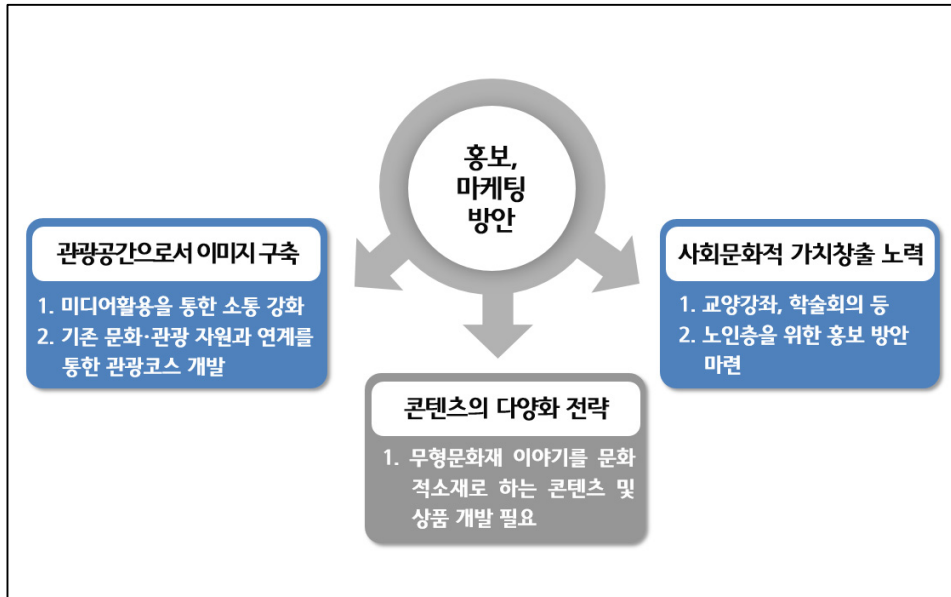 홍보,
마케팅
방안
관광공간으로서 이미지 구축
1. 미디어활용을 통한 소통 강화
2. 기존 문화·관광 자원과 연계를
통한 관광코스 개발
사회문화적 가치창출 노력
1. 교양강좌, 학술회의 등
2. 노인층을 위한 홍보 방안
마련
콘텐츠의 다양화 전략
1. 무형문화재 이야기를 문화
적소재로 하는 콘텐츠 및
상품 개발 필요